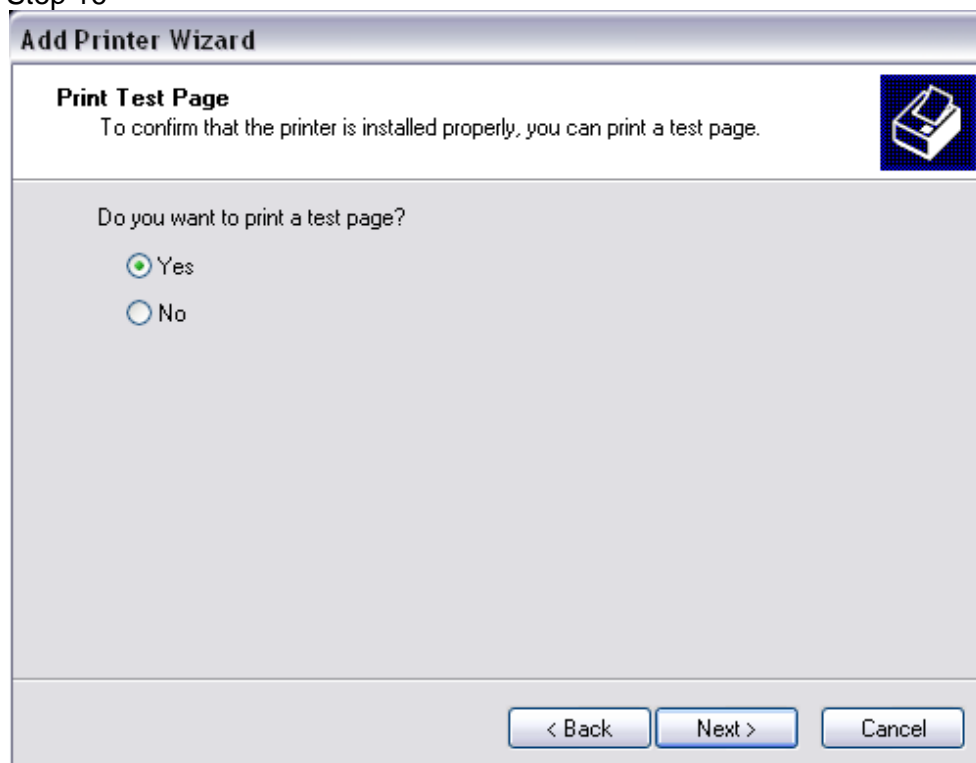 Add Printer Wizard
Print Test Page
To confirm that the printer is installed properly, you can print a test page.
Do you want to print a test page?
Yes
No
< Back Next > Cancel